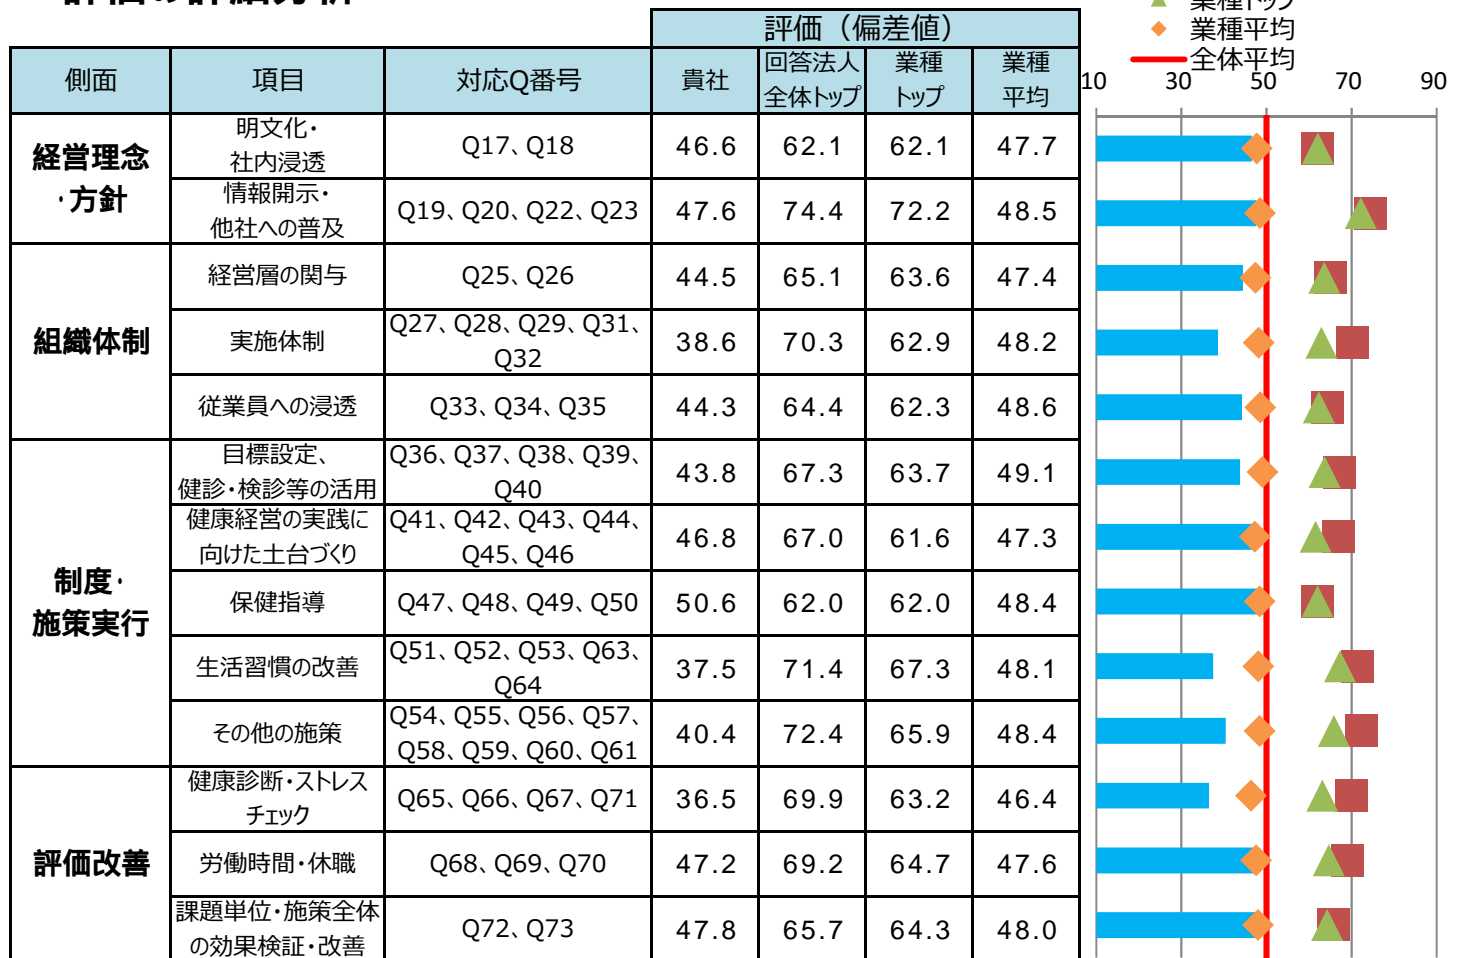 評価の詳細分析
業種トップ
業種平均
全体平均
評価（偏差値）
側面 項目 対応Q番号 貴社 回答法人全体トップ 業種トップ 業種平均
10 30 50 70 90
経営理念・方針
明文化・社内浸透 Q17、Q18 46.6 62.1 62.1 47.7
情報開示・他社への普及 Q19、Q20、Q22、Q23 47.6 74.4 72.2 48.5
組織体制
経営層の関与 Q25、Q26 44.5 65.1 63.6 47.4
実施体制 Q27、Q28、Q29、Q31、Q32 38.6 70.3 62.9 48.2
従業員への浸透 Q33、Q34、Q35 44.3 64.4 62.3 48.6
制度・施策実行
目標設定、健診・検診等の活用 Q36、Q37、Q38、Q39、Q40 43.8 67.3 63.7 49.1
健康経営の実践に向けた土台づくり Q41、Q42、Q43、Q44、Q45、Q46 46.8 67.0 61.6 47.3
保健指導 Q47、Q48、Q49、Q50 50.6 62.0 62.0 48.4
生活習慣の改善 Q51、Q52、Q53、Q63、Q64 37.5 71.4 67.3 48.1
その他の施策 Q54、Q55、Q56、Q57、Q58、Q59、Q60、Q61 40.4 72.4 65.9 48.4
評価改善
健康診断・ストレスチェック Q65、Q66、Q67、Q71 36.5 69.9 63.2 46.4
労働時間・休職 Q68、Q69、Q70 47.2 69.2 64.7 47.6
課題単位・施策全体の効果検証・改善 Q72、Q73 47.8 65.7 64.3 48.0